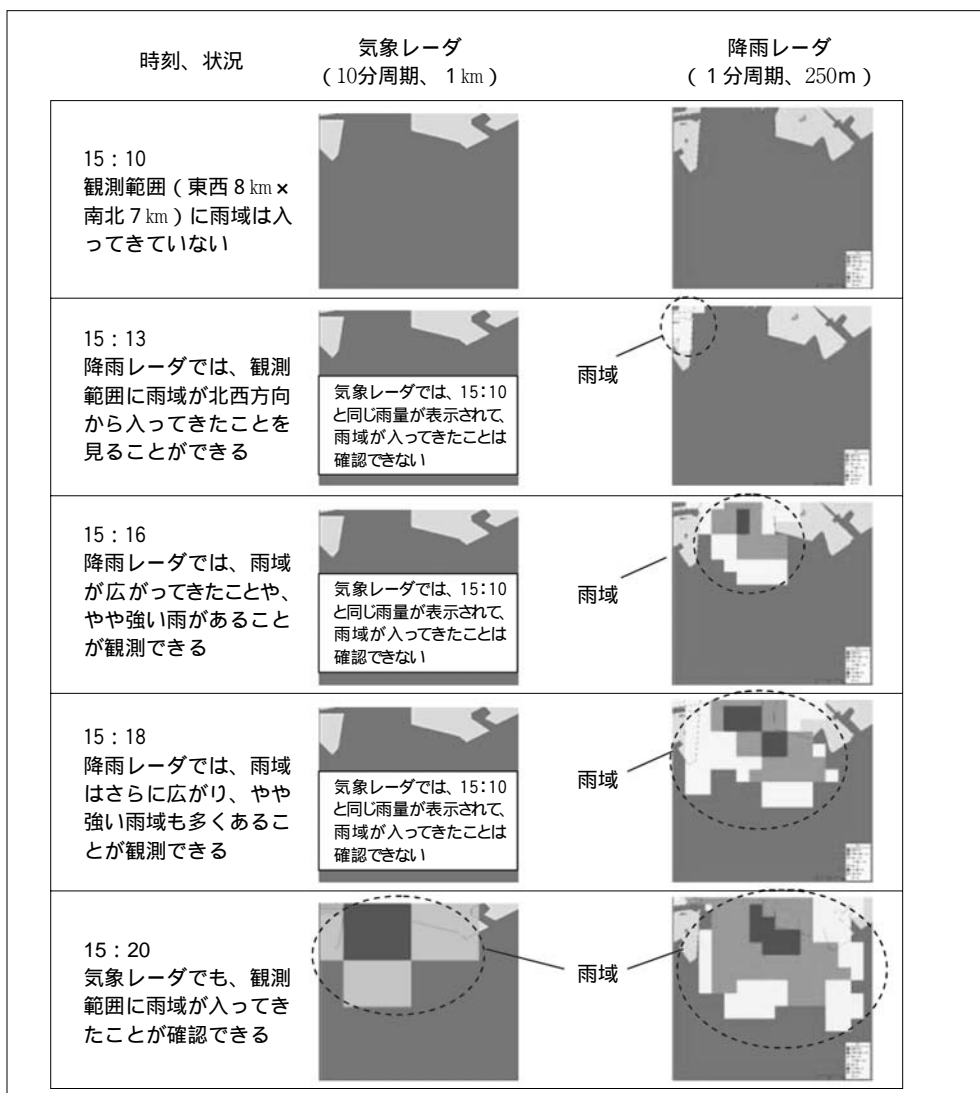 時刻、状況
気象レーダ
（10分周期、1km）
降雨レーダ
（1分周期、250m）
15：10
観測範囲（東西8km×
南北7km）に雨域は入
ってきていない
15：13
降雨レーダでは、観測
範囲に雨域が北西方向
から入ってきたことを
見ることができる
気象レーダでは、15：10
と同じ雨量が表示されて、
雨域が入ってきたことは
確認できない
雨域
15：16
降雨レーダでは、雨域
が広がってきたことや、
やや強い雨があること
が観測できる
気象レーダでは、15：10
と同じ雨量が表示されて、
雨域が入ってきたことは
確認できない
雨域
15：18
降雨レーダでは、雨域
はさらに広がり、やや
強い雨域も多くあるこ
とが観測できる
気象レーダでは、15：10
と同じ雨量が表示されて、
雨域が入ってきたことは
確認できない
雨域
15：20
気象レーダでも、観測
範囲に雨域が入ってき
たことが確認できる
雨域